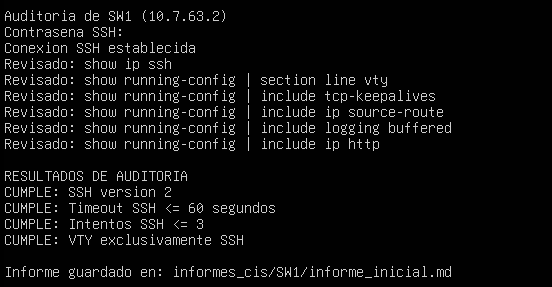 Auditoria de SW1 (10.7.63.2)
Contrasena SSH:
Conexion SSH establecida
Revisado: show ip ssh
Revisado: show running-config | section line vty
Revisado: show running-config | include tcp-keepalives
Revisado: show running-config | include ip source-route
Revisado: show running-config | include logging buffered
Revisado: show running-config | include ip http
RESULTADOS DE AUDITORIA
CUMPLE: SSH version 2
CUMPLE: Timeout SSH <= 60 segundos
CUMPLE: Intentos SSH <= 3
CUMPLE: VTY exclusivamente SSH
Informe guardado en: informes_cis/SW1/informe_inicial.md